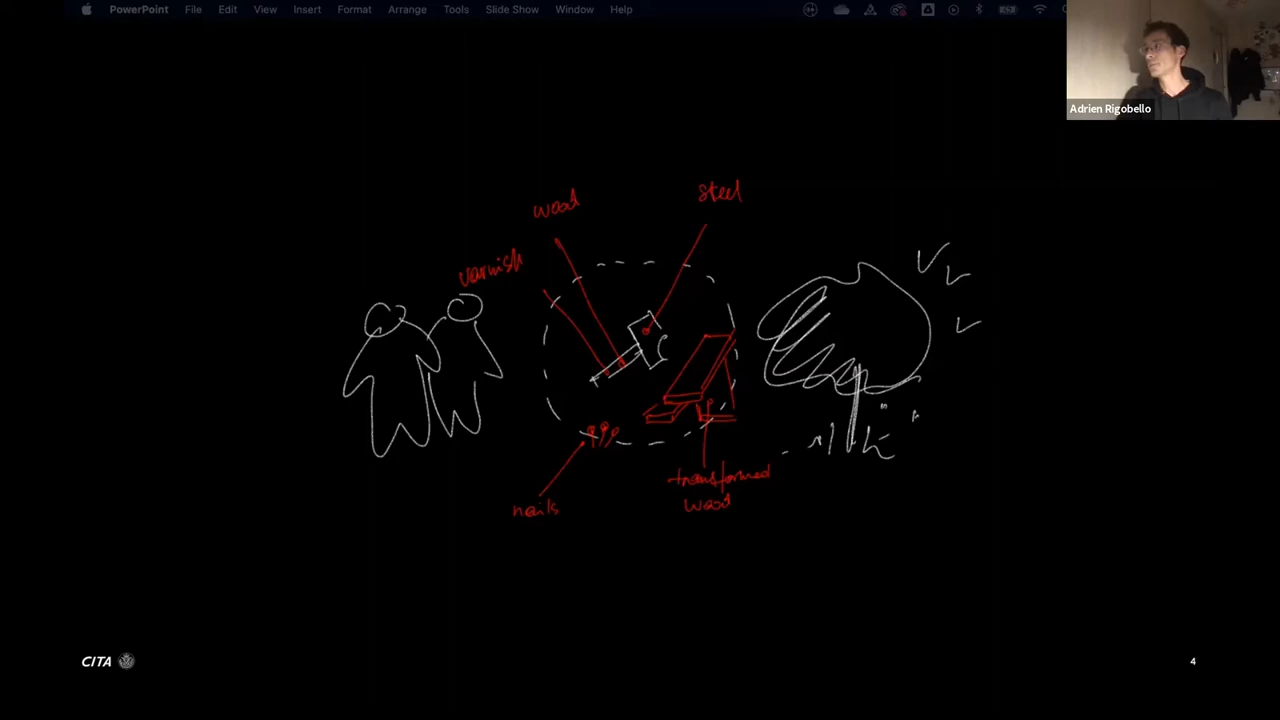 PowerPoint File Edit View Insert Format Arrange Tools Slide Show Window Help
Adrien Rigobello
steel
wood
varnish
transformed
wood
nails
CITA
4